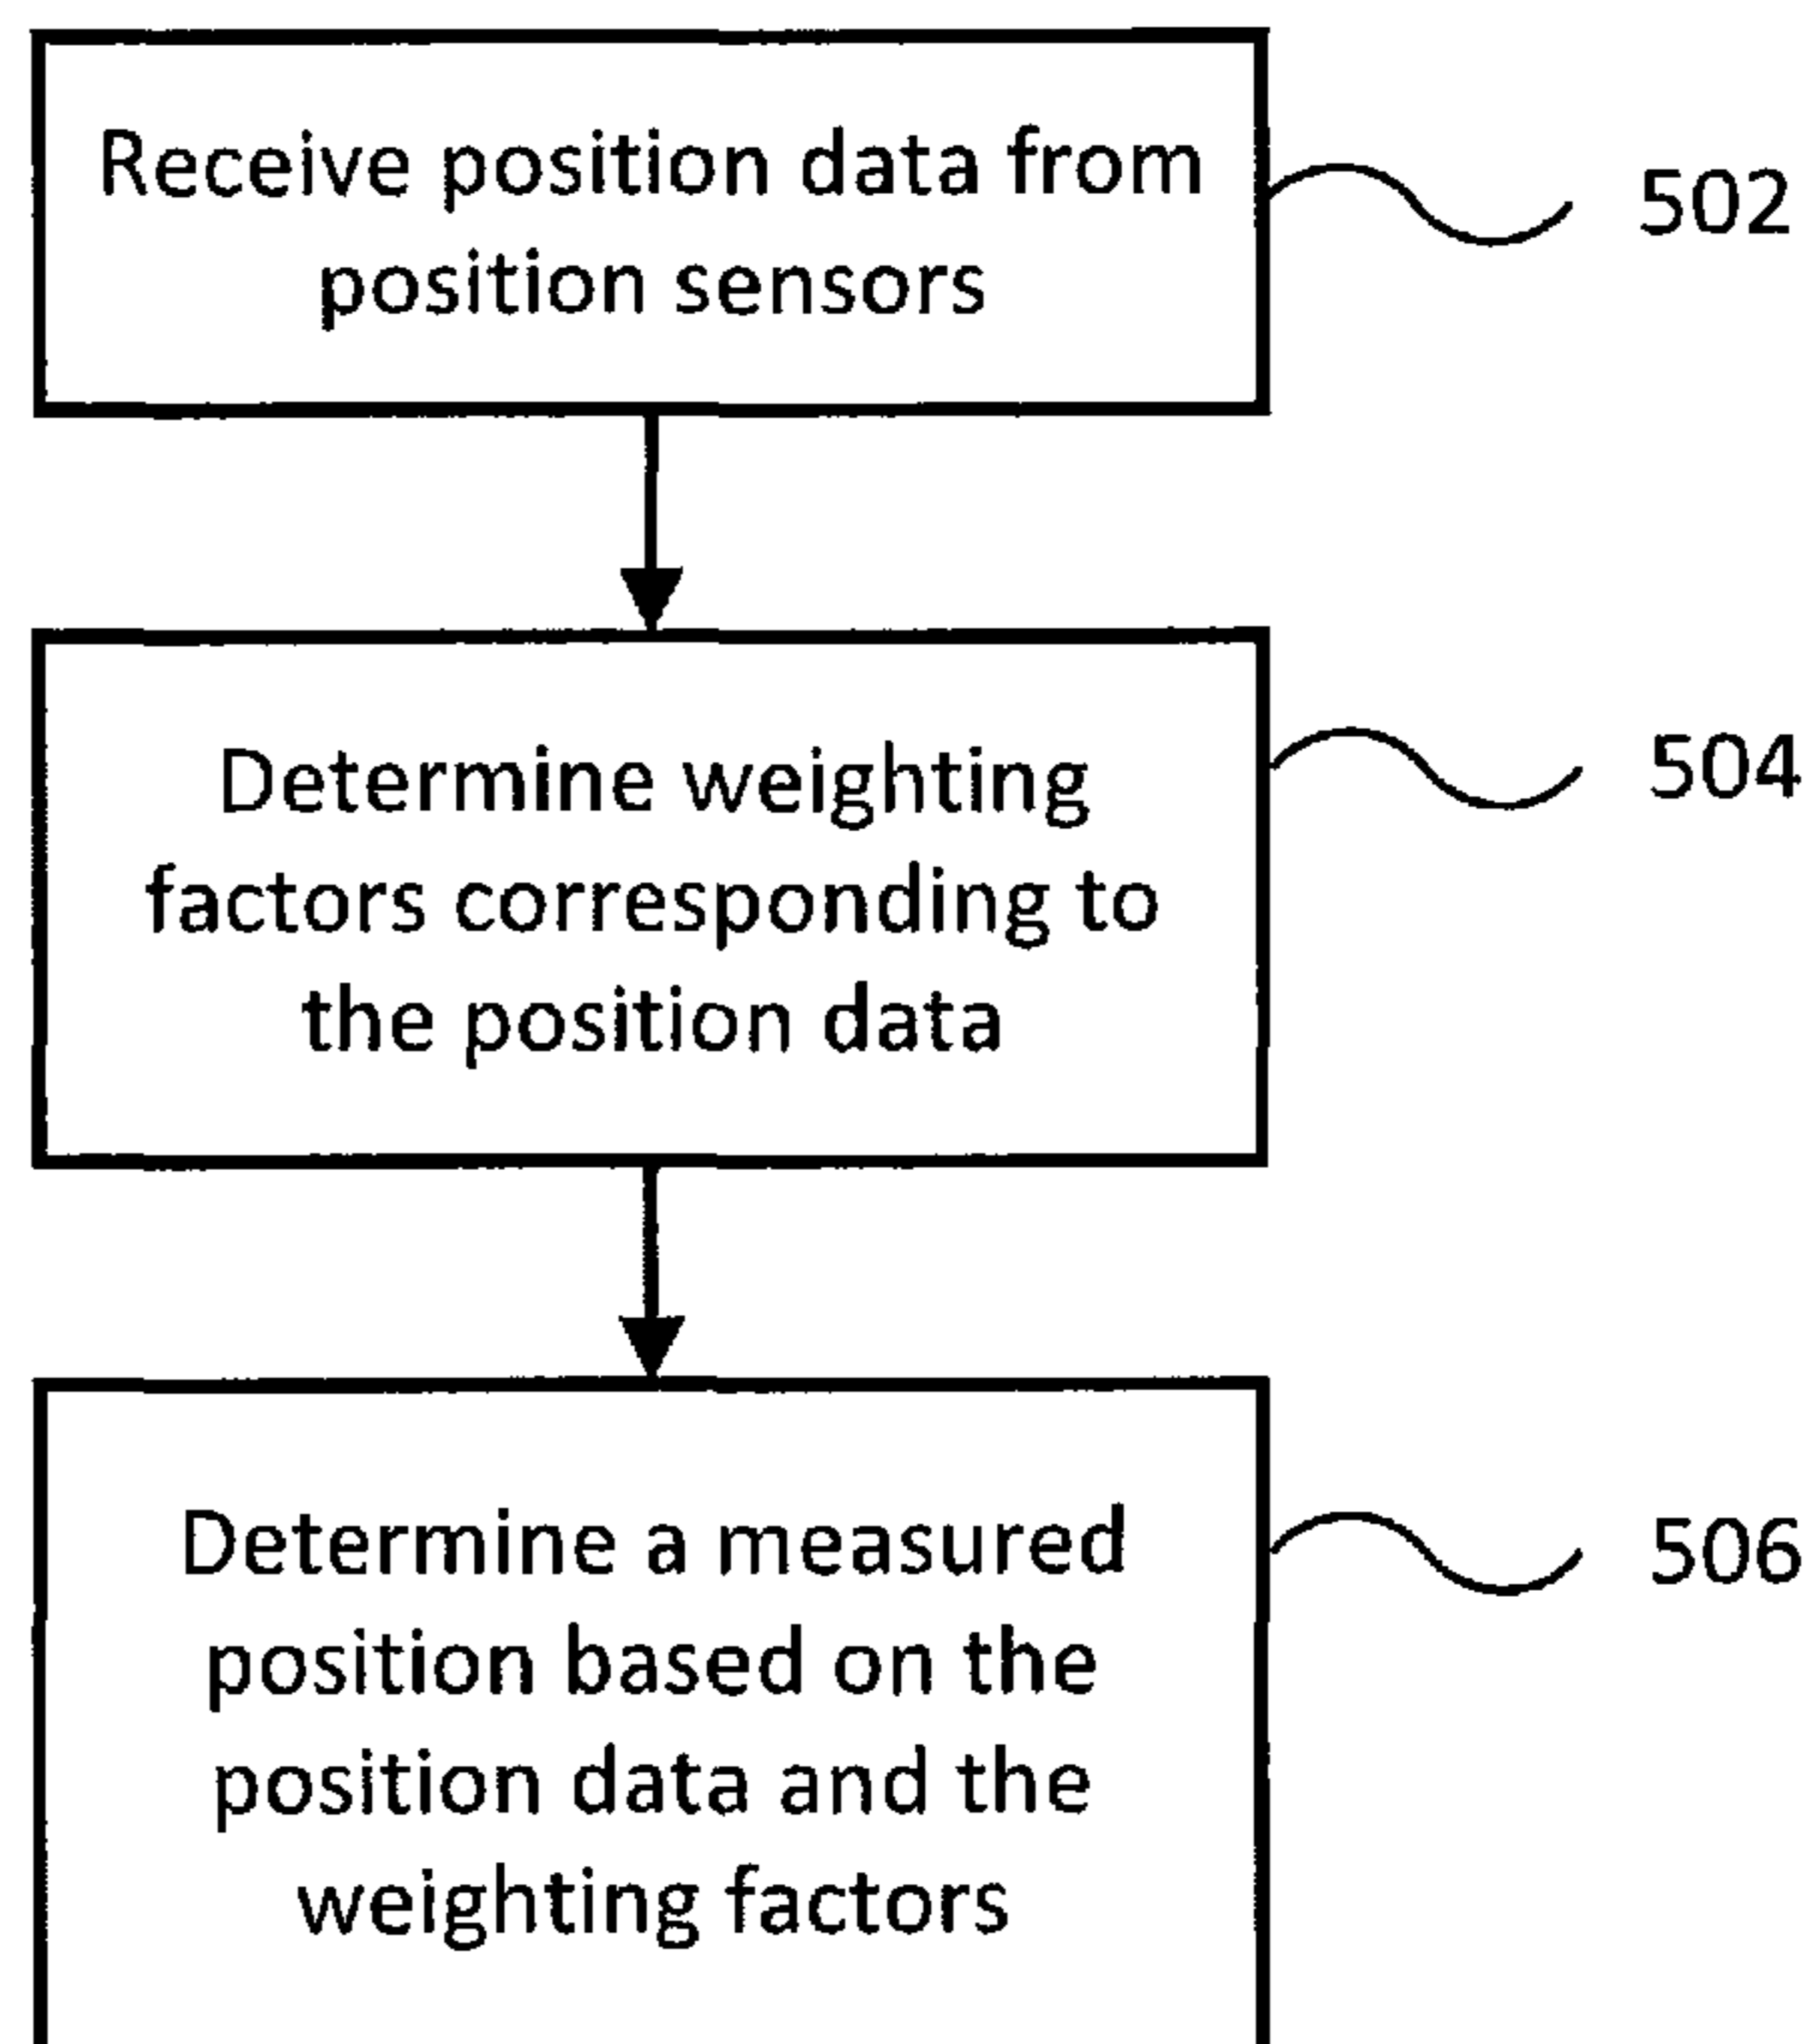 Receive position data from
position sensors
502
Determine weighting
factors corresponding to
the position data
504
Determine a measured
position based on the
position data and the
weighting factors
506